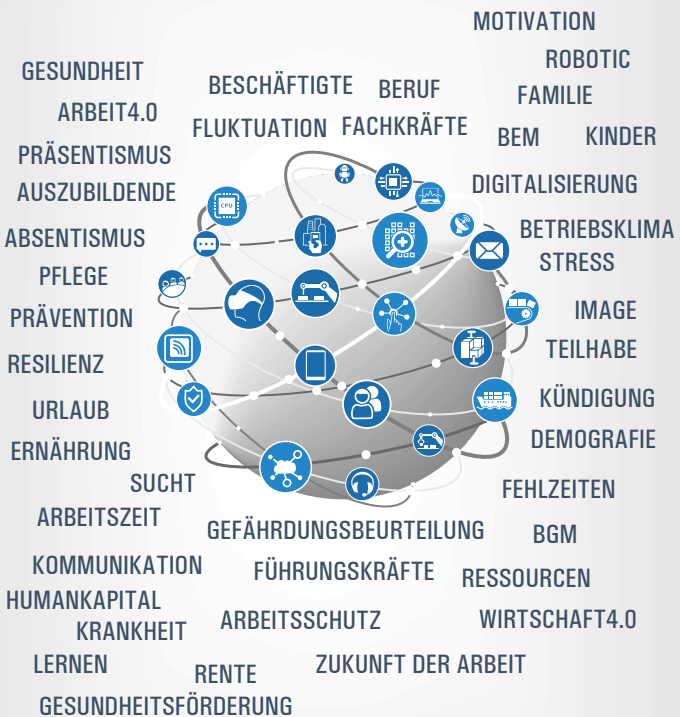 MOTIVATION
ROBOTIC
GESUNDHEIT
BESCHÄFTIGTE
BERUF
FAMILIE
ARBEIT4.0
FLUKTUATION
FACHKRÄFTE
BEM
KINDER
PRÄSENTISMUS
AUSZUBILDENDE
DIGITALISIERUNG
CPU
ABSENTISMUS
BETRIEBSKLIMA
PFLEGE
STRESS
PRÄVENTION
IMAGE
RESILIENZ
TEILHABE
URLAUB
KÜNDIGUNG
ERNÄHRUNG
DEMOGRAFIE
SUCHT
FEHLZEITEN
ARBEITSZEIT
GEFÄHRDUNGSBEURTEILUNG
BGM
KOMMUNIKATION
FÜHRUNGSKRÄFTE
RESSOURCEN
HUMANKAPITAL
KRANKHEIT
ARBEITSSCHUTZ
WIRTSCHAFT4.0
LERNEN
RENTE
ZUKUNFT DER ARBEIT
GESUNDHEITSFÖRDERUNG